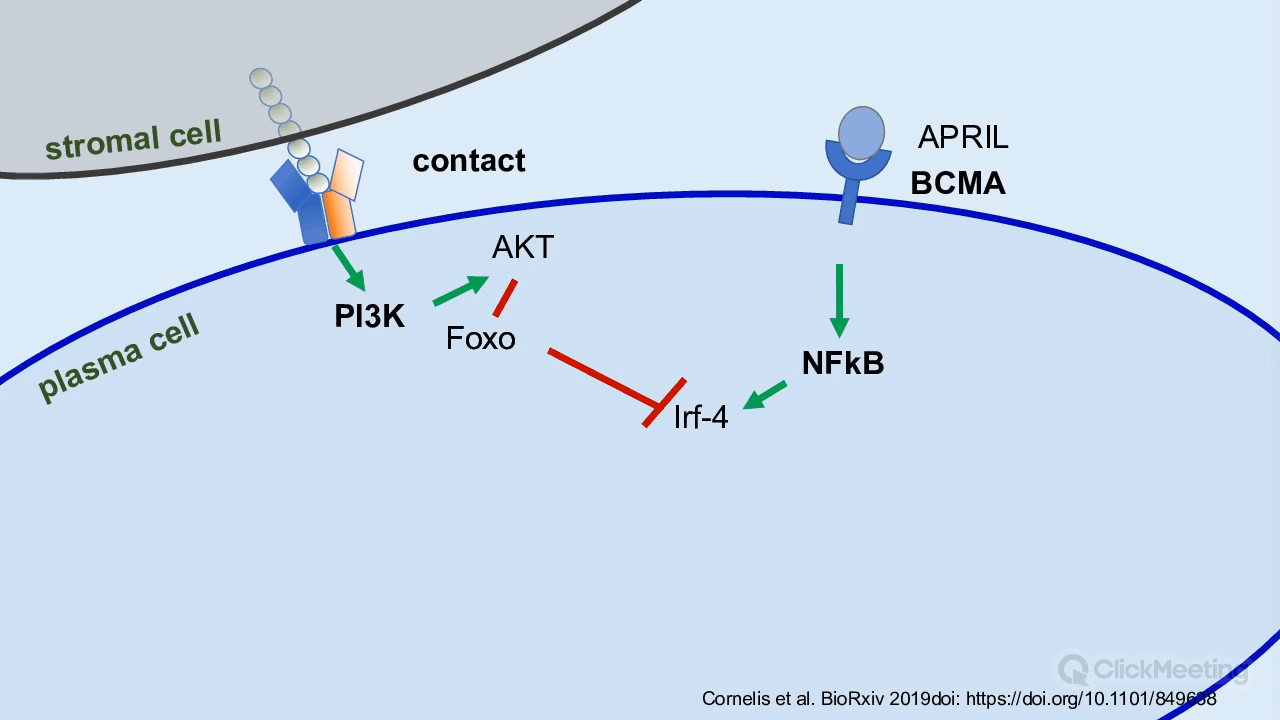 stromal cell
contact
APRIL
BCMA
AKT
PI3K
Foxo
plasma cell
NFkB
Irf-4
ClickMeeting
Cornelis et al. BioRxiv 2019doi: https://doi.org/10.1101/849638